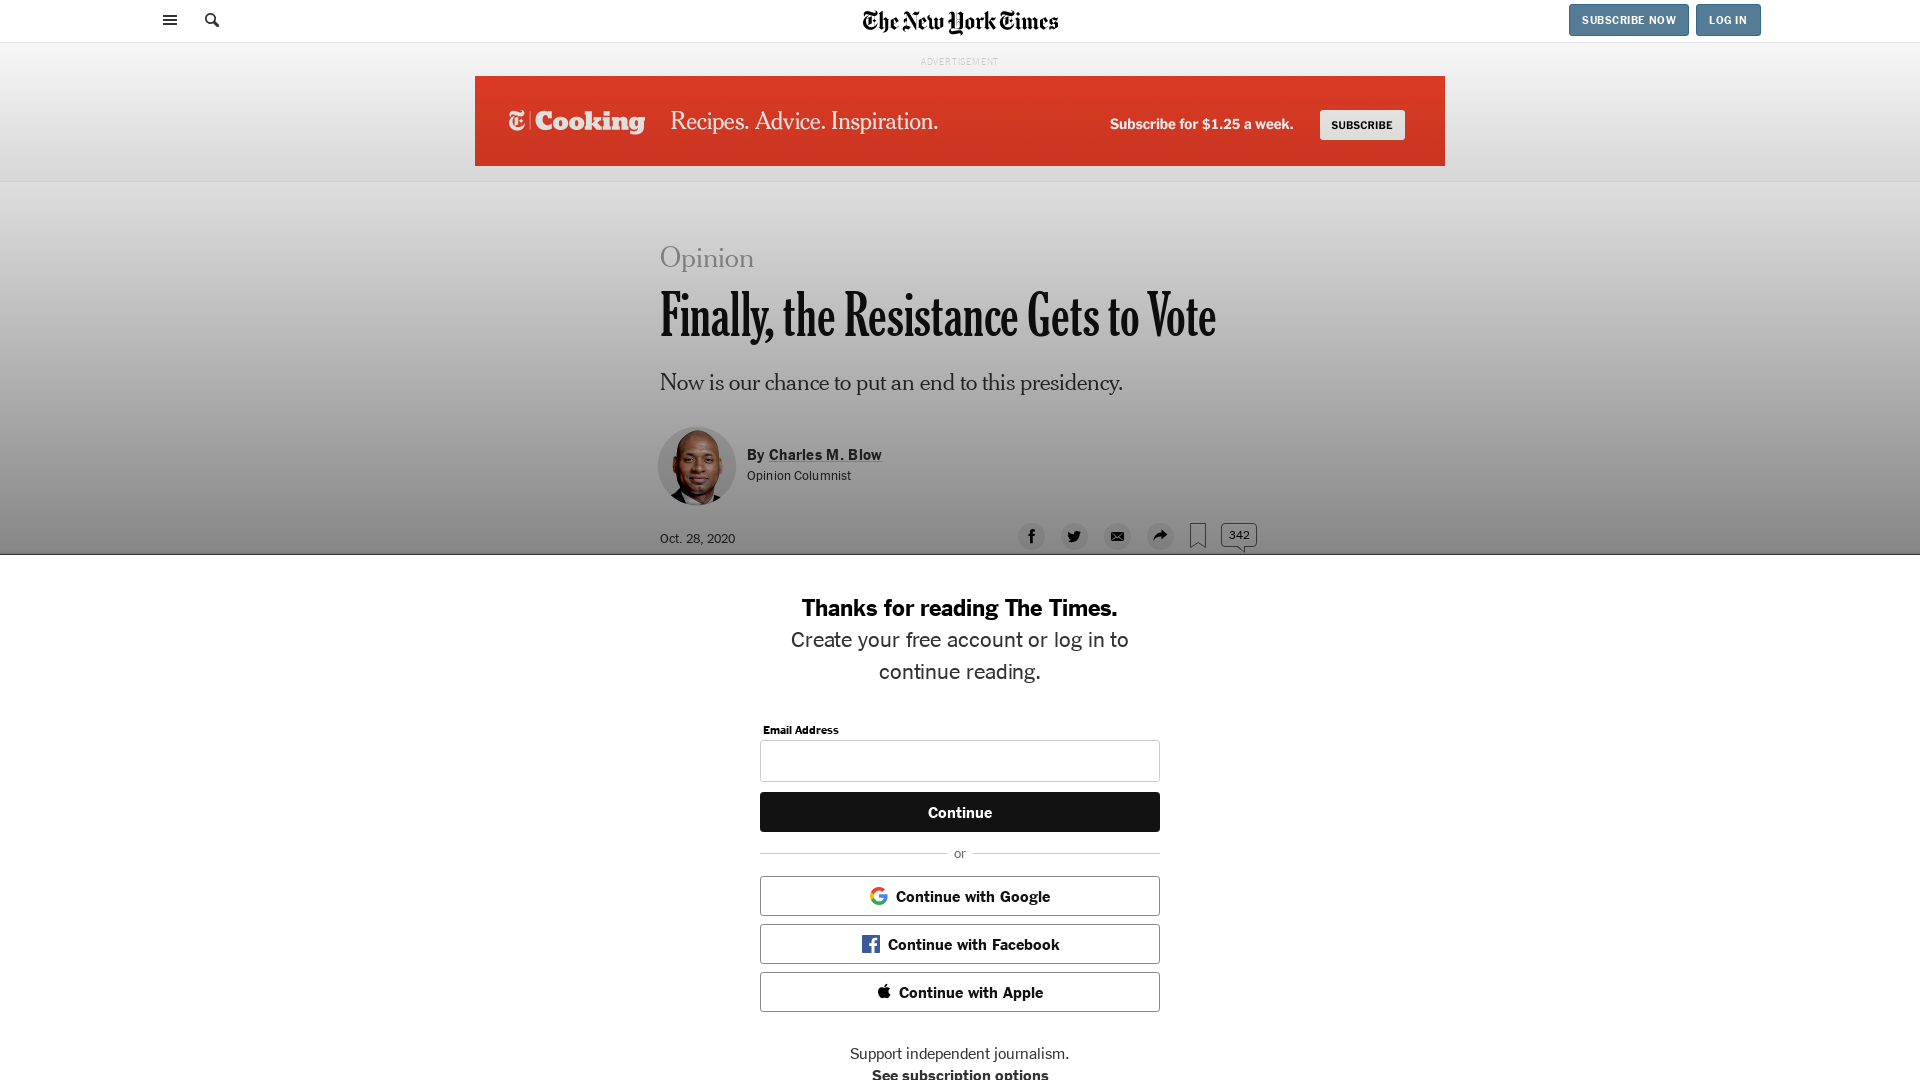 The New York Times
SUBSCRIBE NOW
LOG IN
ADVERTISEMENT
T Cooking
Recipes. Advice. Inspiration.
Subscribe for $1.25 a week.
SUBSCRIBE
Opinion
Finally, the Resistance Gets to Vote
Now is our chance to put an end to this presidency.
By Charles M. Blow
Opinion Columnist
Oct. 28, 2020
342
Thanks for reading The Times.
Create your free account or log in to
continue reading.
Email Address
Continue
or
Continue with Google
Continue with Facebook
Continue with Apple
Support independent journalism.
See subscription options